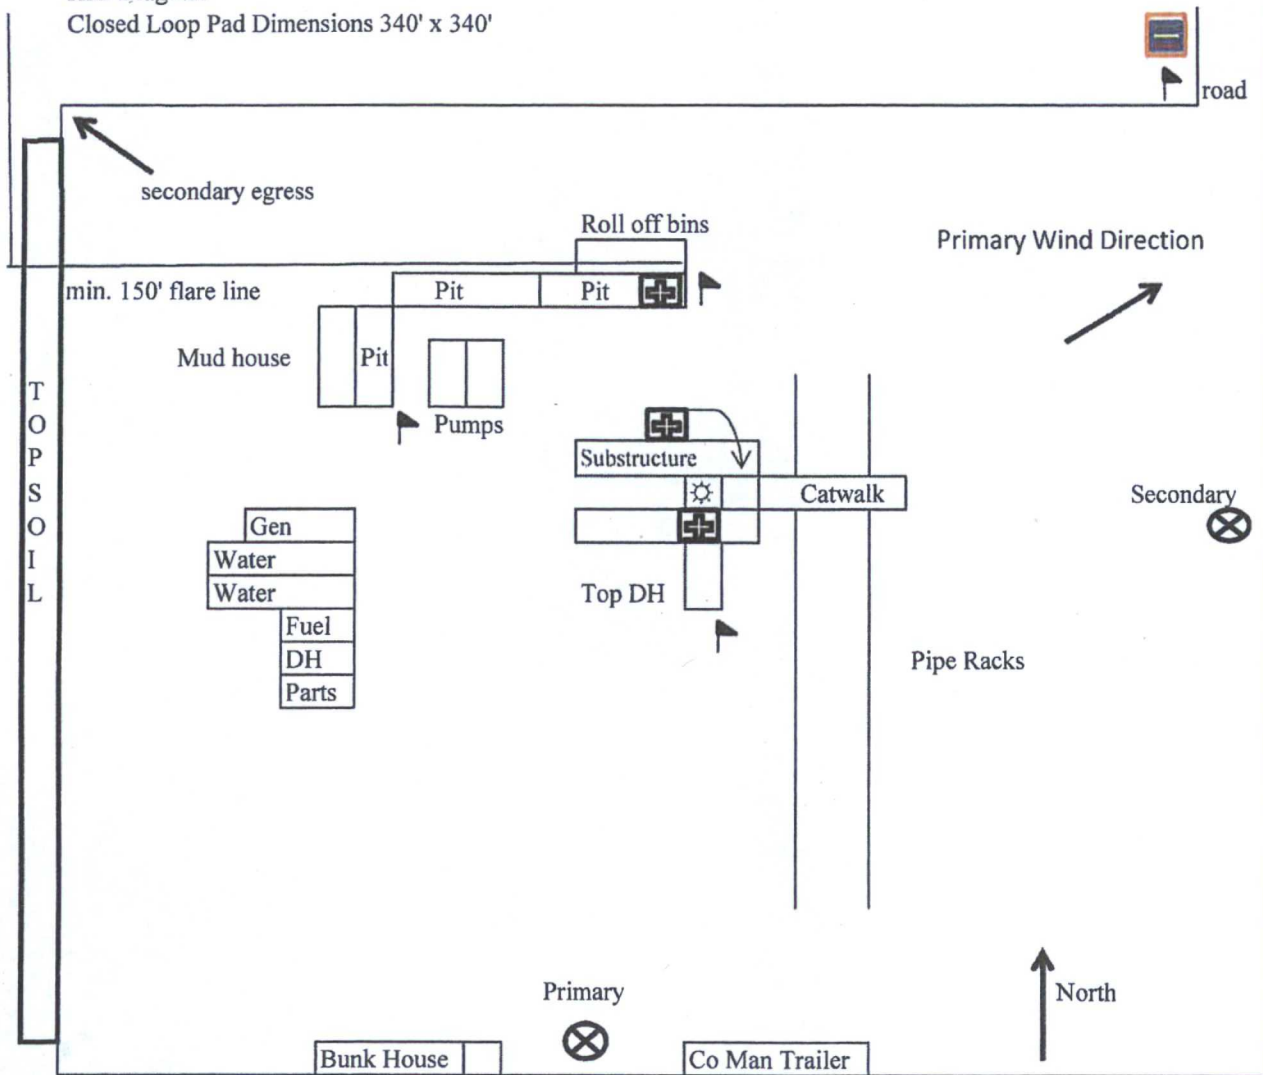 Closed Loop Pad Dimensions 340' x 340'
road
secondary egress
Roll off bins
Primary Wind Direction
min. 150' flare line
Pit
Pit
Mud house
Pit
Pumps
TOPSOIL
Substructure
Catwalk
Secondary
Gen
Water
Water
Top DH
Fuel
DH
Parts
Pipe Racks
Primary
North
Bunk House
Co Man Trailer